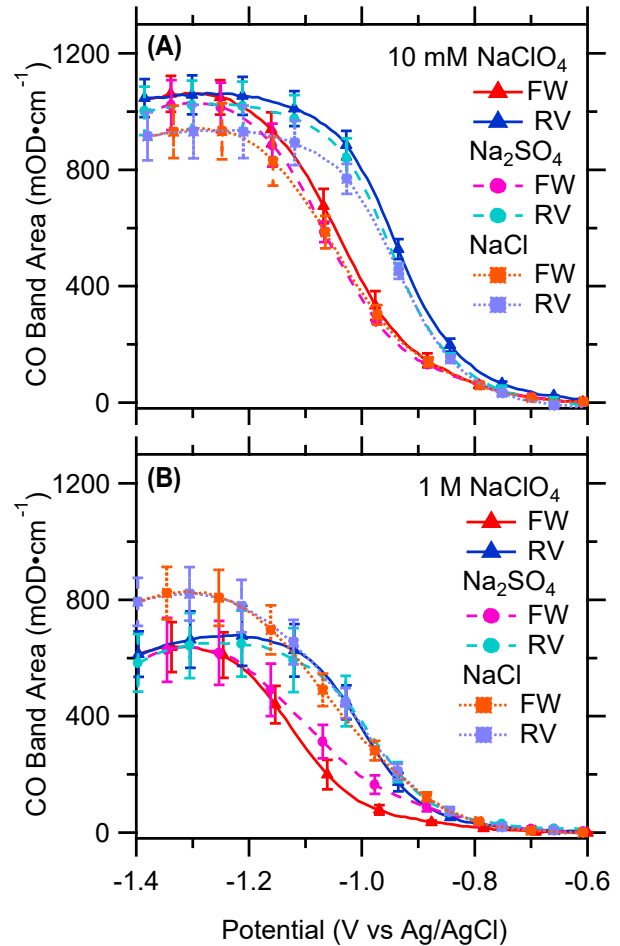 (A)
10 mM NaClO₄
FW
RV
Na₂SO₄
FW
RV
NaCl
FW
RV
1200
800
400
0
CO Band Area (mOD•cm⁻¹)
(B)
1 M NaClO₄
FW
RV
Na₂SO₄
FW
RV
NaCl
FW
RV
1200
800
400
0
CO Band Area (mOD•cm⁻¹)
-1.4 -1.2 -1.0 -0.8 -0.6
Potential (V vs Ag/AgCl)